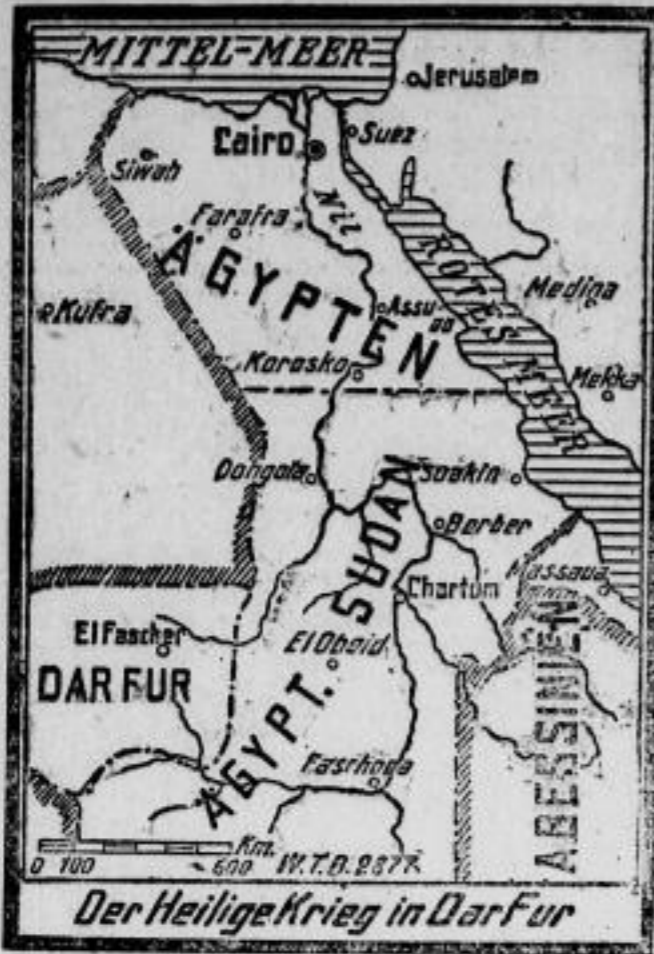 MITTEL-MEER
Jerusalem
Cairo
Suez
Siwah
Nil
Farafra
ÄGYPTEN
ROTES MEER
Kufra
Assuan
Medina
Korosko
Mekka
Dongola
Soakin
Berber
ÄGYPT. SUDAN
Massaua
Chartum
El Fascher
El Obeid
DAR FUR
ABESSINIEN
Faschoda
0 100 600 Km.
W.T.B. 2877
Der Heilige Krieg in Dar Fur